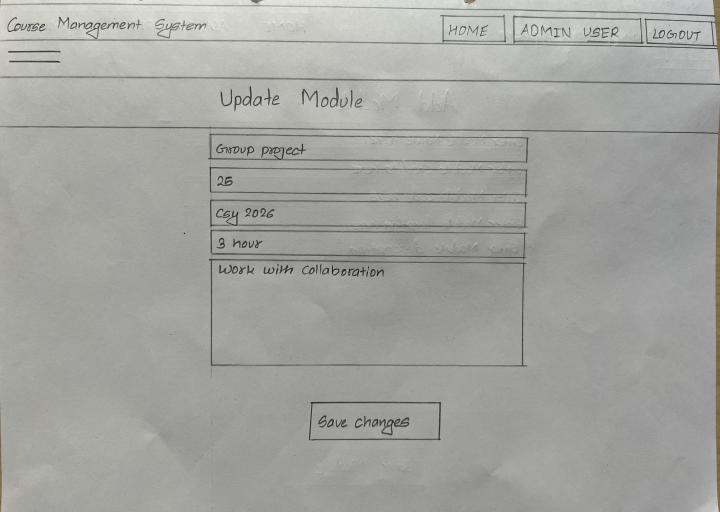 Course Management System
HOME
ADMIN USER
LOGOUT
Update Module
Group project
25
Csy 2026
3 hour
Work with collaboration
Save changes